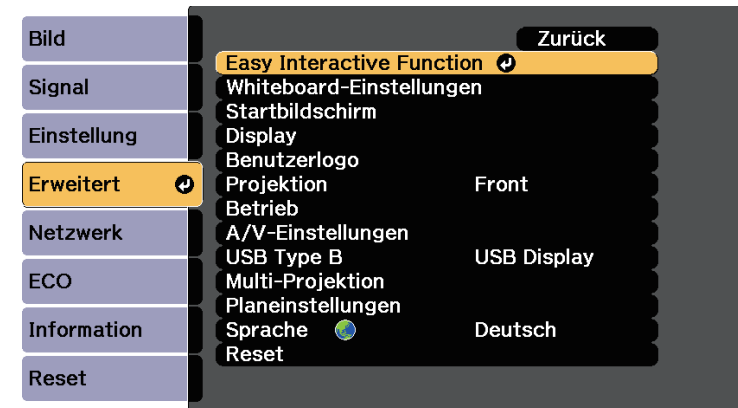 Bild
Signal
Einstellung
Erweitert
Netzwerk
ECO
Information
Reset
Zurück
Easy Interactive Function
Whiteboard-Einstellungen
Startbildschirm
Display
Benutzerlogo
Projektion Front
Betrieb
A/V-Einstellungen
USB Type B USB Display
Multi-Projektion
Planeinstellungen
Sprache Deutsch
Reset